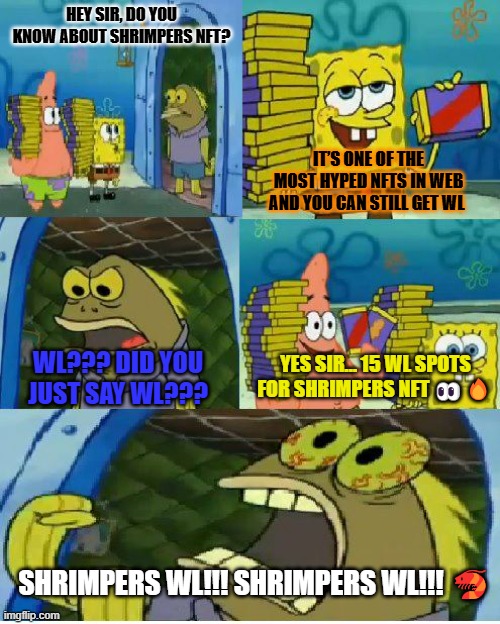 HEY SIR, DO YOU
KNOW ABOUT SHRIMPERS NFT?
IT'S ONE OF THE
MOST HYPED NFTS IN WEB
AND YOU CAN STILL GET WL
WL??? DID YOU
JUST SAY WL???
YES SIR... 15 WL SPOTS
FOR SHRIMPERS NFT 👀🔥
SHRIMPERS WL!!! SHRIMPERS WL!!! 🦐
imgflip.com